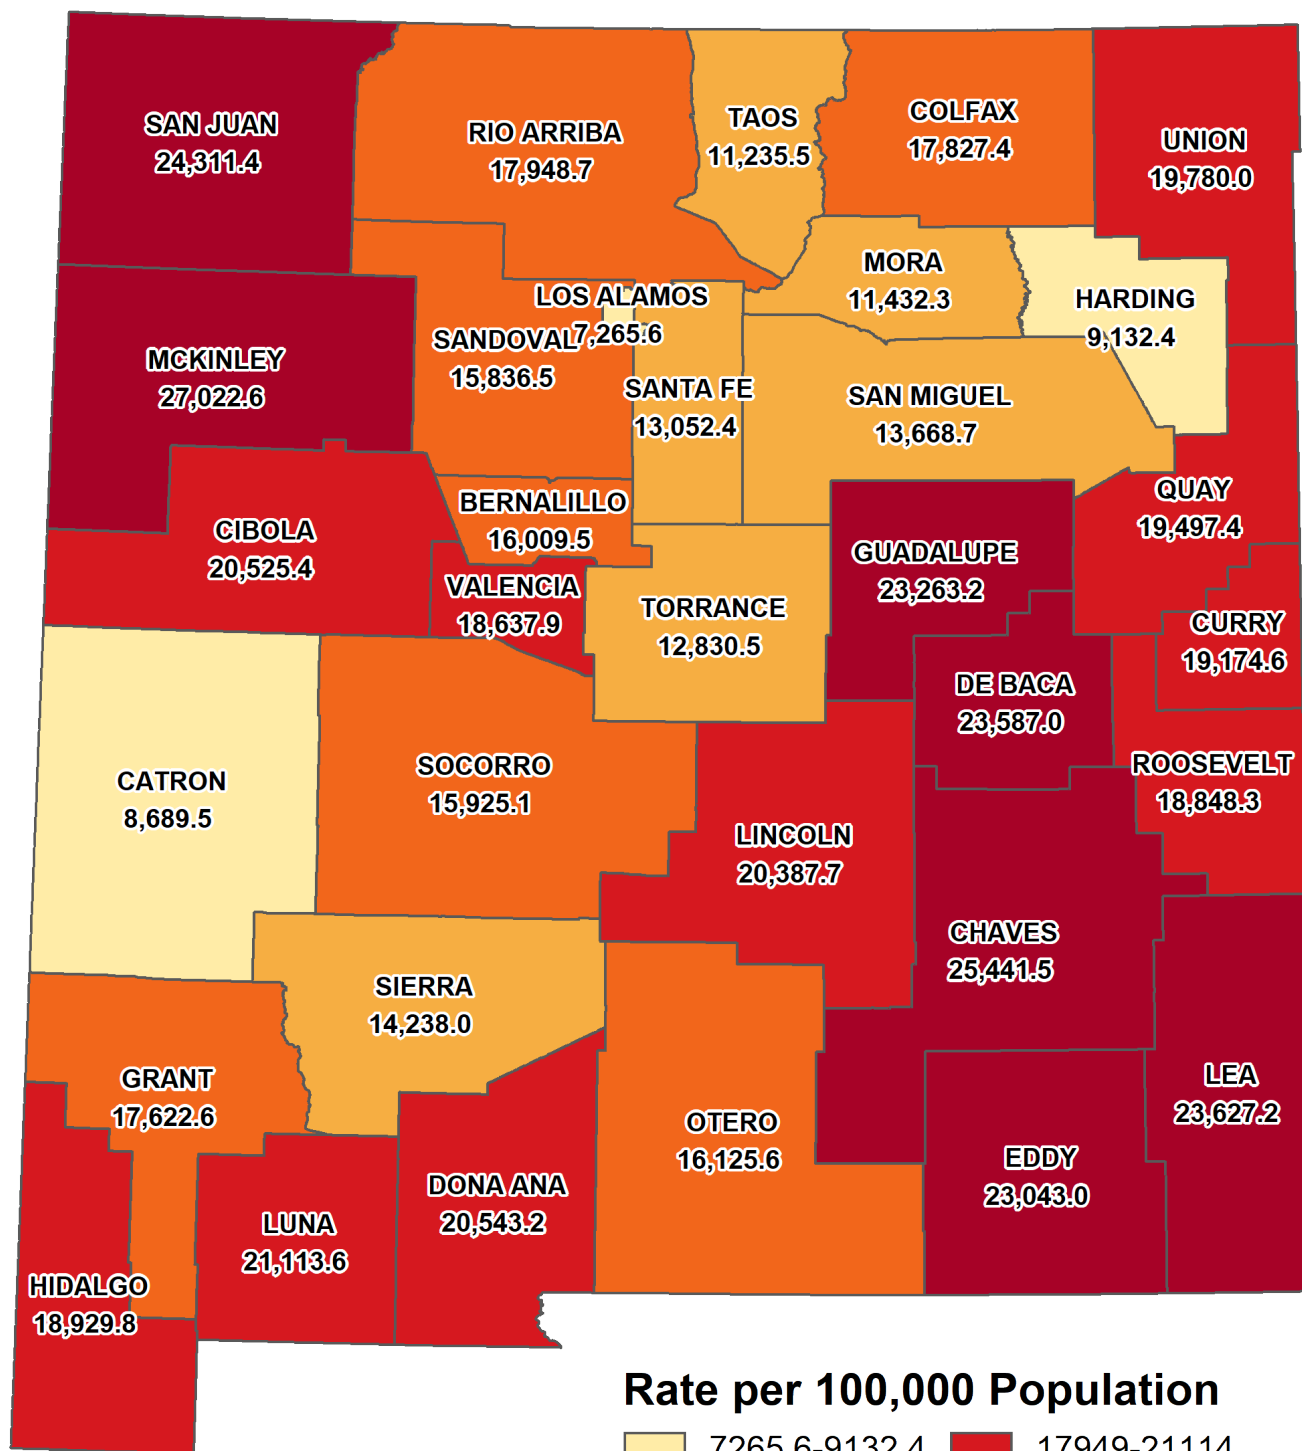 SAN JUAN
24,311.4
RIO ARRIBA
17,948.7
TAOS
11,235.5
COLFAX
17,827.4
UNION
19,780.0
MORA
11,432.3
HARDING
9,132.4
LOS ALAMOS
7,265.6
SANDOVAL
15,836.5
MCKINLEY
27,022.6
SANTA FE
13,052.4
SAN MIGUEL
13,668.7
QUAY
19,497.4
CIBOLA
20,525.4
BERNALILLO
16,009.5
GUADALUPE
23,263.2
VALENCIA
18,637.9
TORRANCE
12,830.5
CURRY
19,174.6
DE BACA
23,587.0
CATRON
8,689.5
SOCORRO
15,925.1
ROOSEVELT
18,848.3
LINCOLN
20,387.7
CHAVES
25,441.5
SIERRA
14,238.0
GRANT
17,622.6
LEA
23,627.2
OTERO
16,125.6
EDDY
23,043.0
DONA ANA
20,543.2
LUNA
21,113.6
HIDALGO
18,929.8
Rate per 100,000 Population
7265.6-9132.4
17949-21114